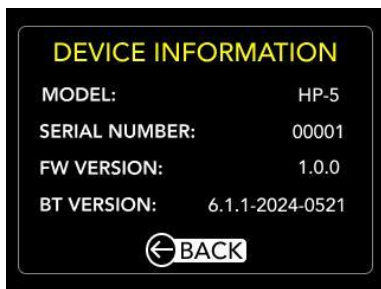 DEVICE INFORMATION
MODEL: HP-5
SERIAL NUMBER: 00001
FW VERSION: 1.0.0
BT VERSION: 6.1.1-2024-0521
BACK